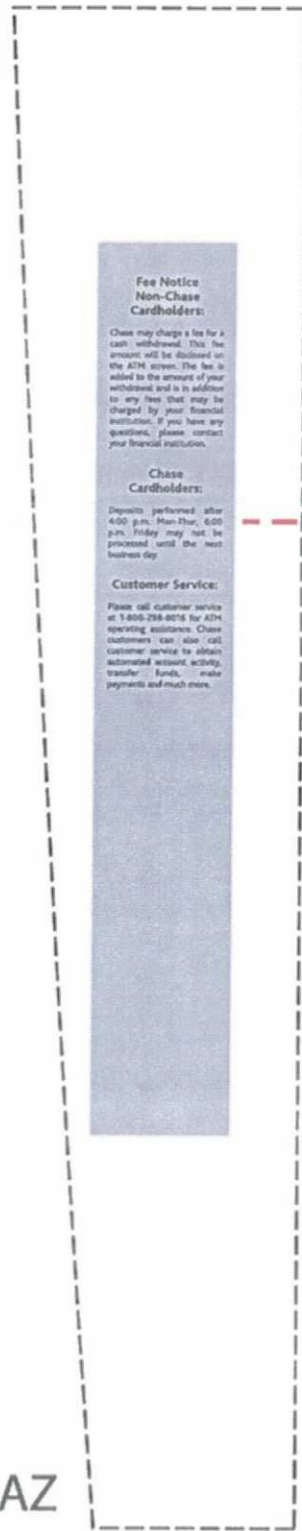 Fee Notice
Non-Chase
Cardholders:
Chase may charge a fee for a
cash withdrawal. This fee
amount will be disclosed on
the ATM screen. The fee is
added to the amount of your
withdrawal and is in addition
to any fees that may be
charged by your financial
institution. If you have any
questions, please contact
your financial institution.
Chase
Cardholders:
Deposits performed after
4:00 p.m. Mon-Thur, 6:00
p.m. Friday may not be
processed until the next
business day.
Customer Service:
Please call customer service
at 1-800-288-8016 for ATM
operating assistance. Chase
customers can also call
customer service to obtain
automated account activity,
transfer funds, make
payments and much more.
AZ